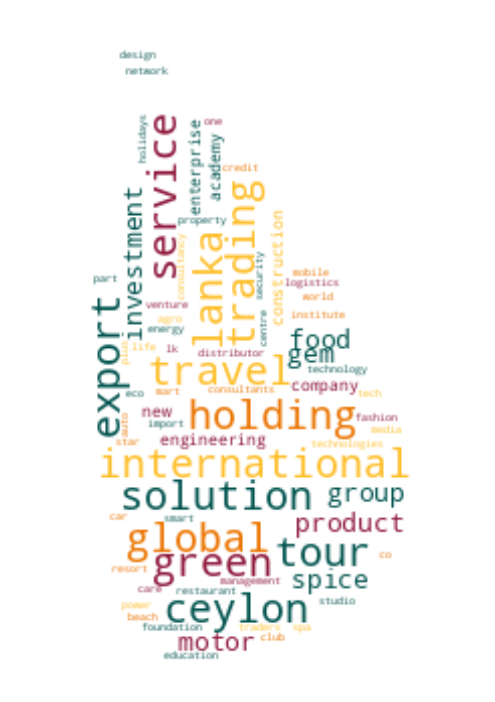 design
network
holidays
service
enterprise
one
academy
credit
investment
property
trading
lanka
consultancy
construction
security
part
mobile
logistics
export
venture
world
agro
energy
centre
institute
food
plus
life
lk
distributor
gem
travel
technology
eco
mart
consultants
company
tech
new
holding
fashion
auto
import
media
star
engineering
technologies
international
solution
group
car
smart
product
global
tour
co
green
resort
management
spice
care
restaurant
power
ceylon
studio
beach
foundation
traders
spa
motor
club
education